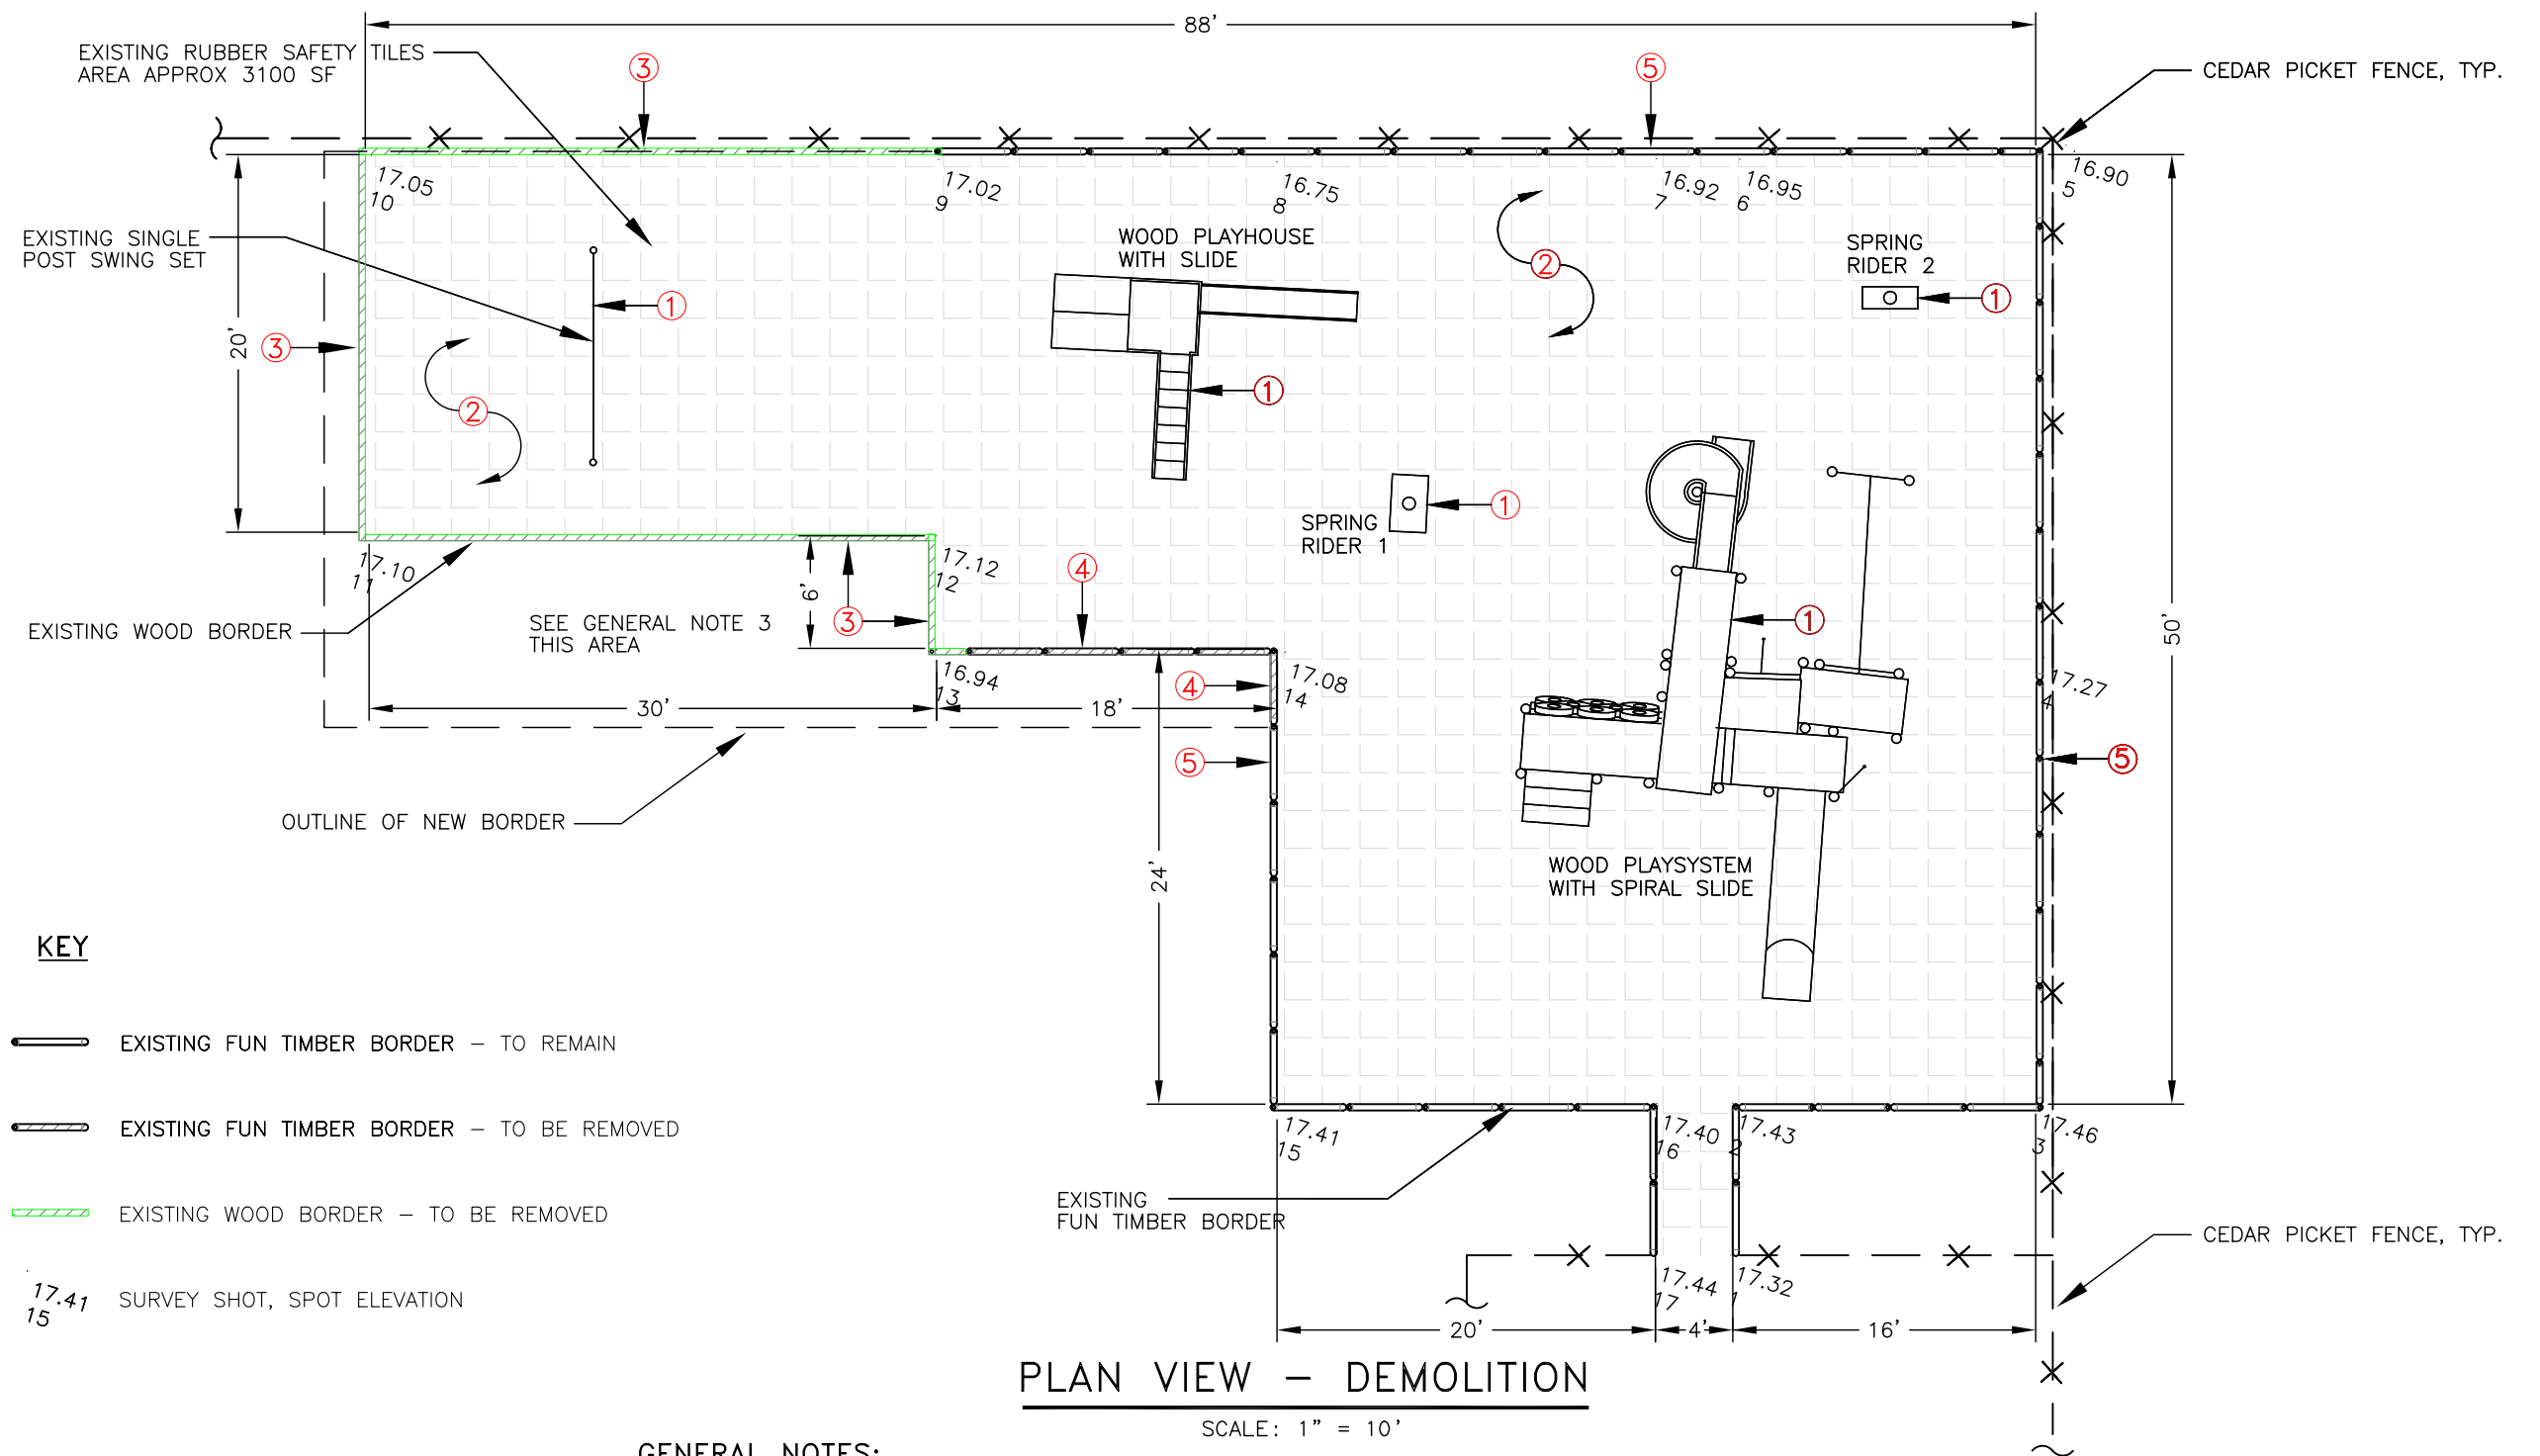 88'
EXISTING RUBBER SAFETY TILES
AREA APPROX 3100 SF
3
5
CEDAR PICKET FENCE, TYP.
17.05
10
17.02
9
16.75
8
16.92
7
16.95
6
16.90
5
EXISTING SINGLE
POST SWING SET
WOOD PLAYHOUSE
WITH SLIDE
SPRING
RIDER 2
2
1
1
20'
3
1
2
SPRING
RIDER 1
1
17.10
11
17.12
12
6'
4
EXISTING WOOD BORDER
SEE GENERAL NOTE 3
THIS AREA
3
1
50'
16.94
13
4
17.08
14
17.27
4
30'
18'
5
5
OUTLINE OF NEW BORDER
24'
WOOD PLAYSYSTEM
WITH SPIRAL SLIDE
KEY
EXISTING FUN TIMBER BORDER – TO REMAIN
EXISTING FUN TIMBER BORDER – TO BE REMOVED
17.41
15
17.40
16
17.43
2
17.46
3
EXISTING
FUN TIMBER BORDER
EXISTING WOOD BORDER – TO BE REMOVED
CEDAR PICKET FENCE, TYP.
17.41
15
SURVEY SHOT, SPOT ELEVATION
17.44
17
17.32
1
20'
4'
16'
PLAN VIEW – DEMOLITION
SCALE: 1" = 10'
GENERAL NOTES: